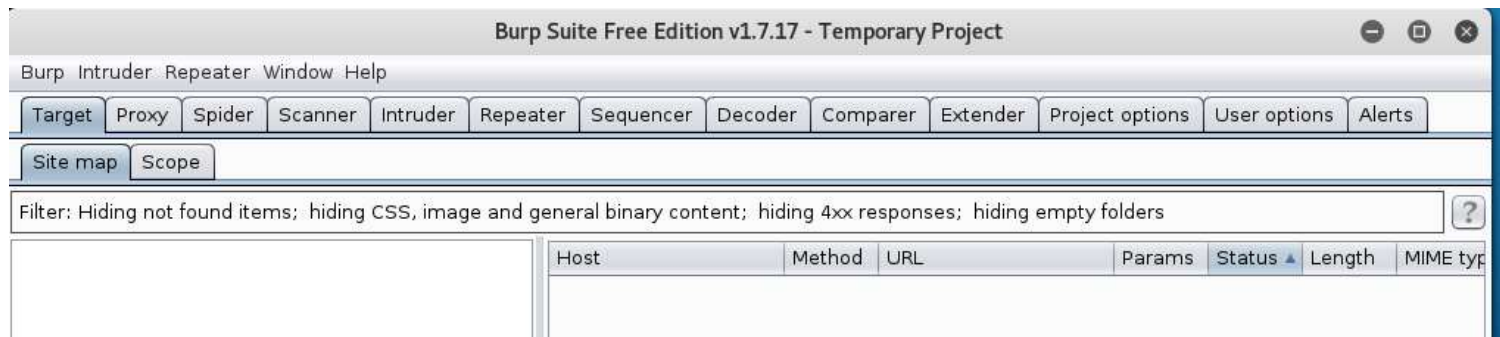 Burp Suite Free Edition v1.7.17 - Temporary Project
Burp Intruder Repeater Window Help
Target Proxy Spider Scanner Intruder Repeater Sequencer Decoder Comparer Extender Project options User options Alerts
Site map Scope
Filter: Hiding not found items; hiding CSS, image and general binary content; hiding 4xx responses; hiding empty folders ?
Host Method URL Params Status Length MIME typ